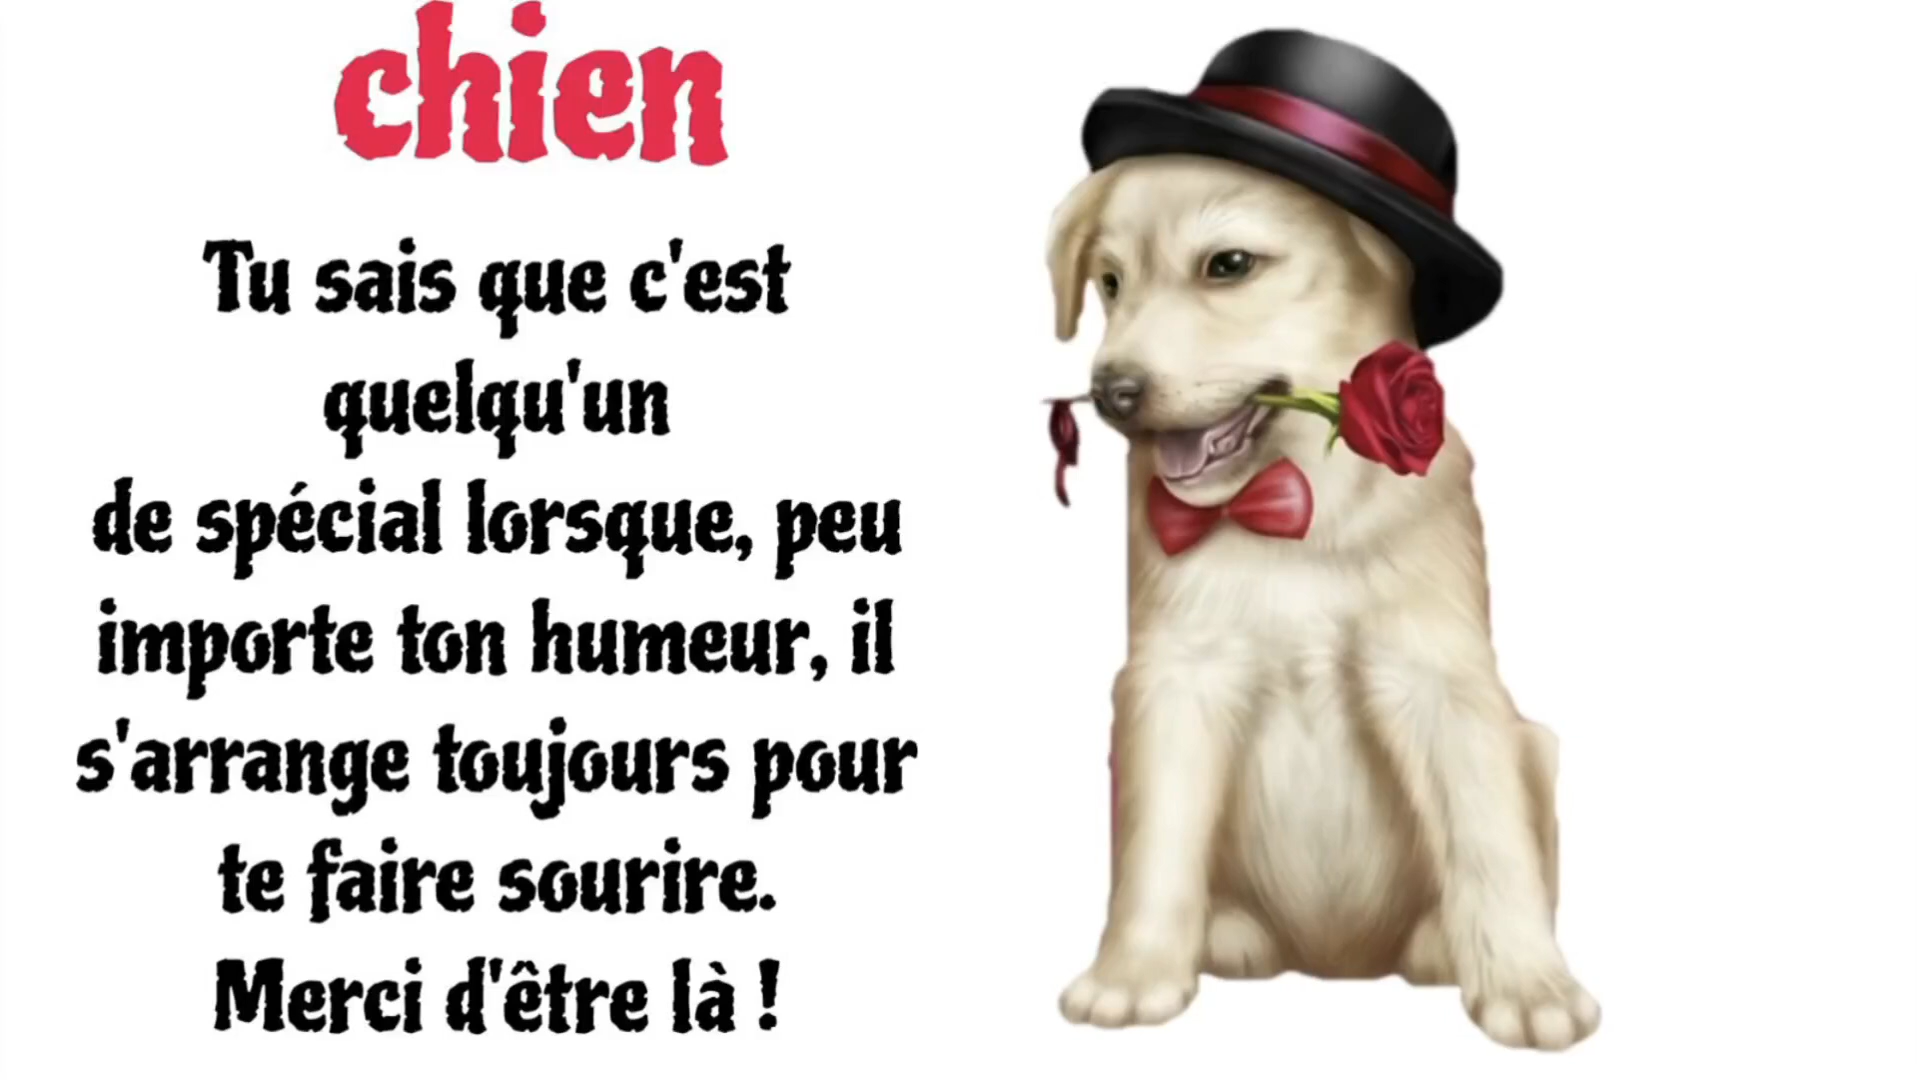 chien
Tu sais que c'est
quelqu'un
de spécial lorsque, peu
importe ton humeur, il
s'arrange toujours pour
te faire sourire.
Merci d'être là !